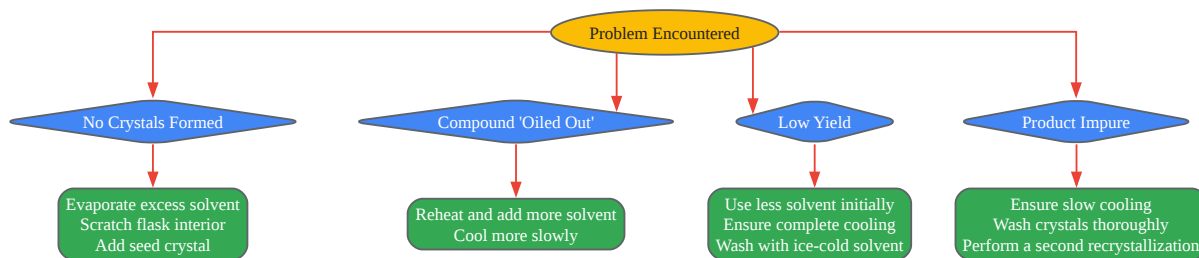 Problem Encountered
No Crystals Formed
Compound 'Oiled Out'
Low Yield
Product Impure
Evaporate excess solvent
Scratch flask interior
Add seed crystal
Reheat and add more solvent
Cool more slowly
Use less solvent initially
Ensure complete cooling
Wash with ice-cold solvent
Ensure slow cooling
Wash crystals thoroughly
Perform a second recrystallization